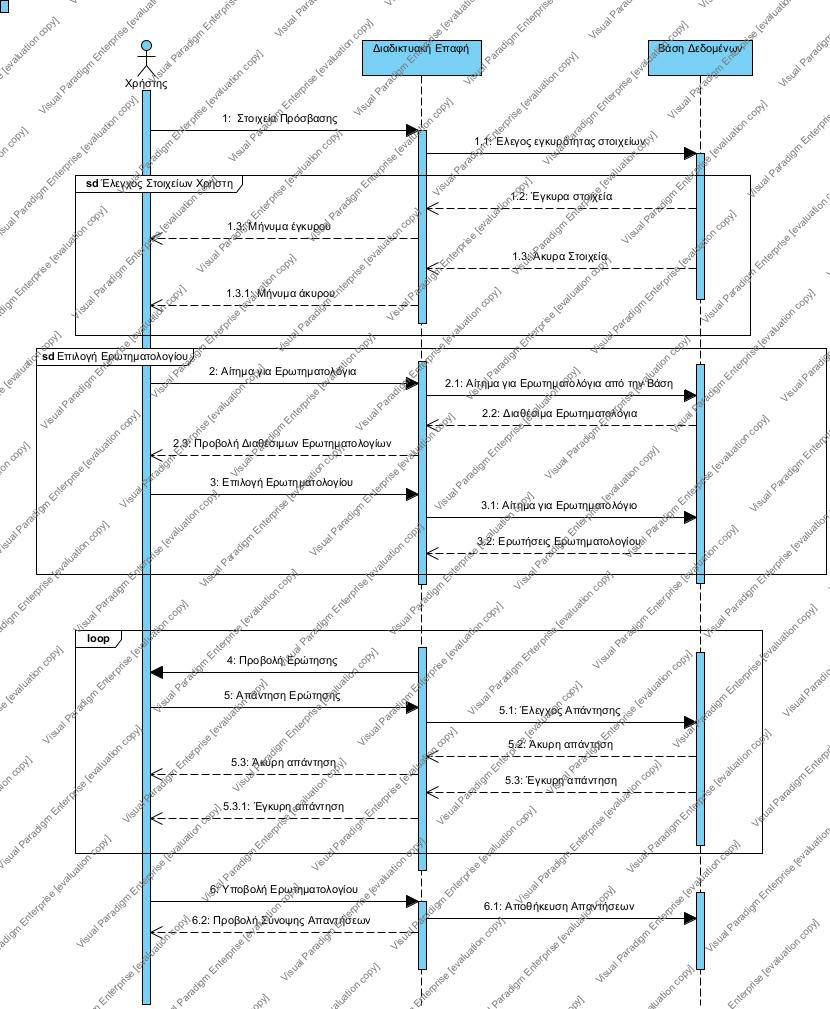 Διαδικτυακή Επαφή
Βάση Δεδομένων
Χρήστης
1: Στοιχεία Πρόσβασης
1.1: Έλεγος εγκυρότητας στοιχείων
sd Έλεγχος Στοιχείων Χρήστη
1.2: Έγκυρα στοιχεία
1.3: Μήνυμα έγκυρου
1.3: Άκυρα Στοιχεία
1.3.1: Μήνυμα άκυρου
sd Επιλογή Ερωτηματολογίου
2: Αίτημα για Ερωτηματολόγια
2.1: Αίτημα για Ερωτηματολόγια από την Βάση
2.2: Διαθέσιμα Ερωτηματολόγια
2.3: Προβολή Διαθέσιμων Ερωτηματολογίων
3: Επιλογή Ερωτηματολογίου
3.1: Αίτημα για Ερωτηματολόγιο
3.2: Ερωτήσεις Ερωτηματολογίου
loop
4: Προβολή Ερώτησης
5: Απάντηση Ερώτησης
5.1: Έλεγχος Απάντησης
5.2: Άκυρη απάντηση
5.3: Άκυρη απάντηση
5.3: Έγκυρη απάντηση
5.3.1: Έγκυρη απάντηση
6: Υποβολή Ερωτηματολογίου
6.1: Αποθήκευση Απαντήσεων
6.2: Προβολή Σύνοψης Απαντήσεων
Visual Paradigm Enterprise [evaluation copy]